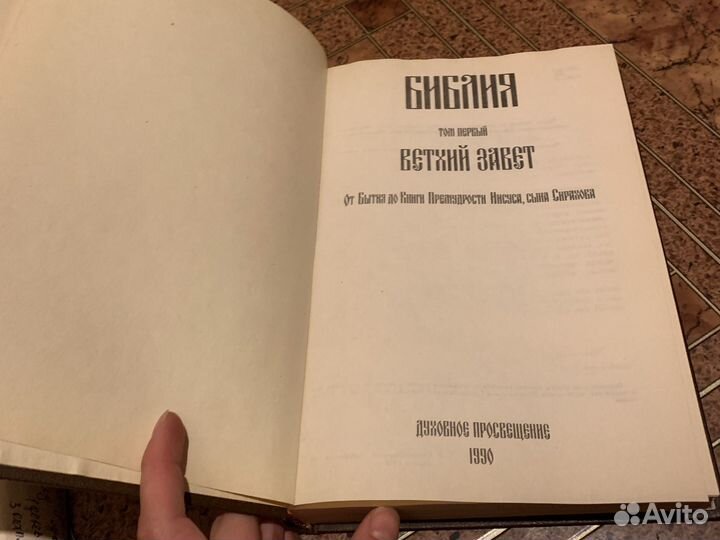 БИБЛИЯ
ТОМ ПЕРВЫЙ
ВЕТХИЙ ЗАВЕТ
От Бытия до Книги Премудрости Иисуса, сына Сирахова
ДУХОВНОЕ ПРОСВЕЩЕНИЕ
1990
Avito